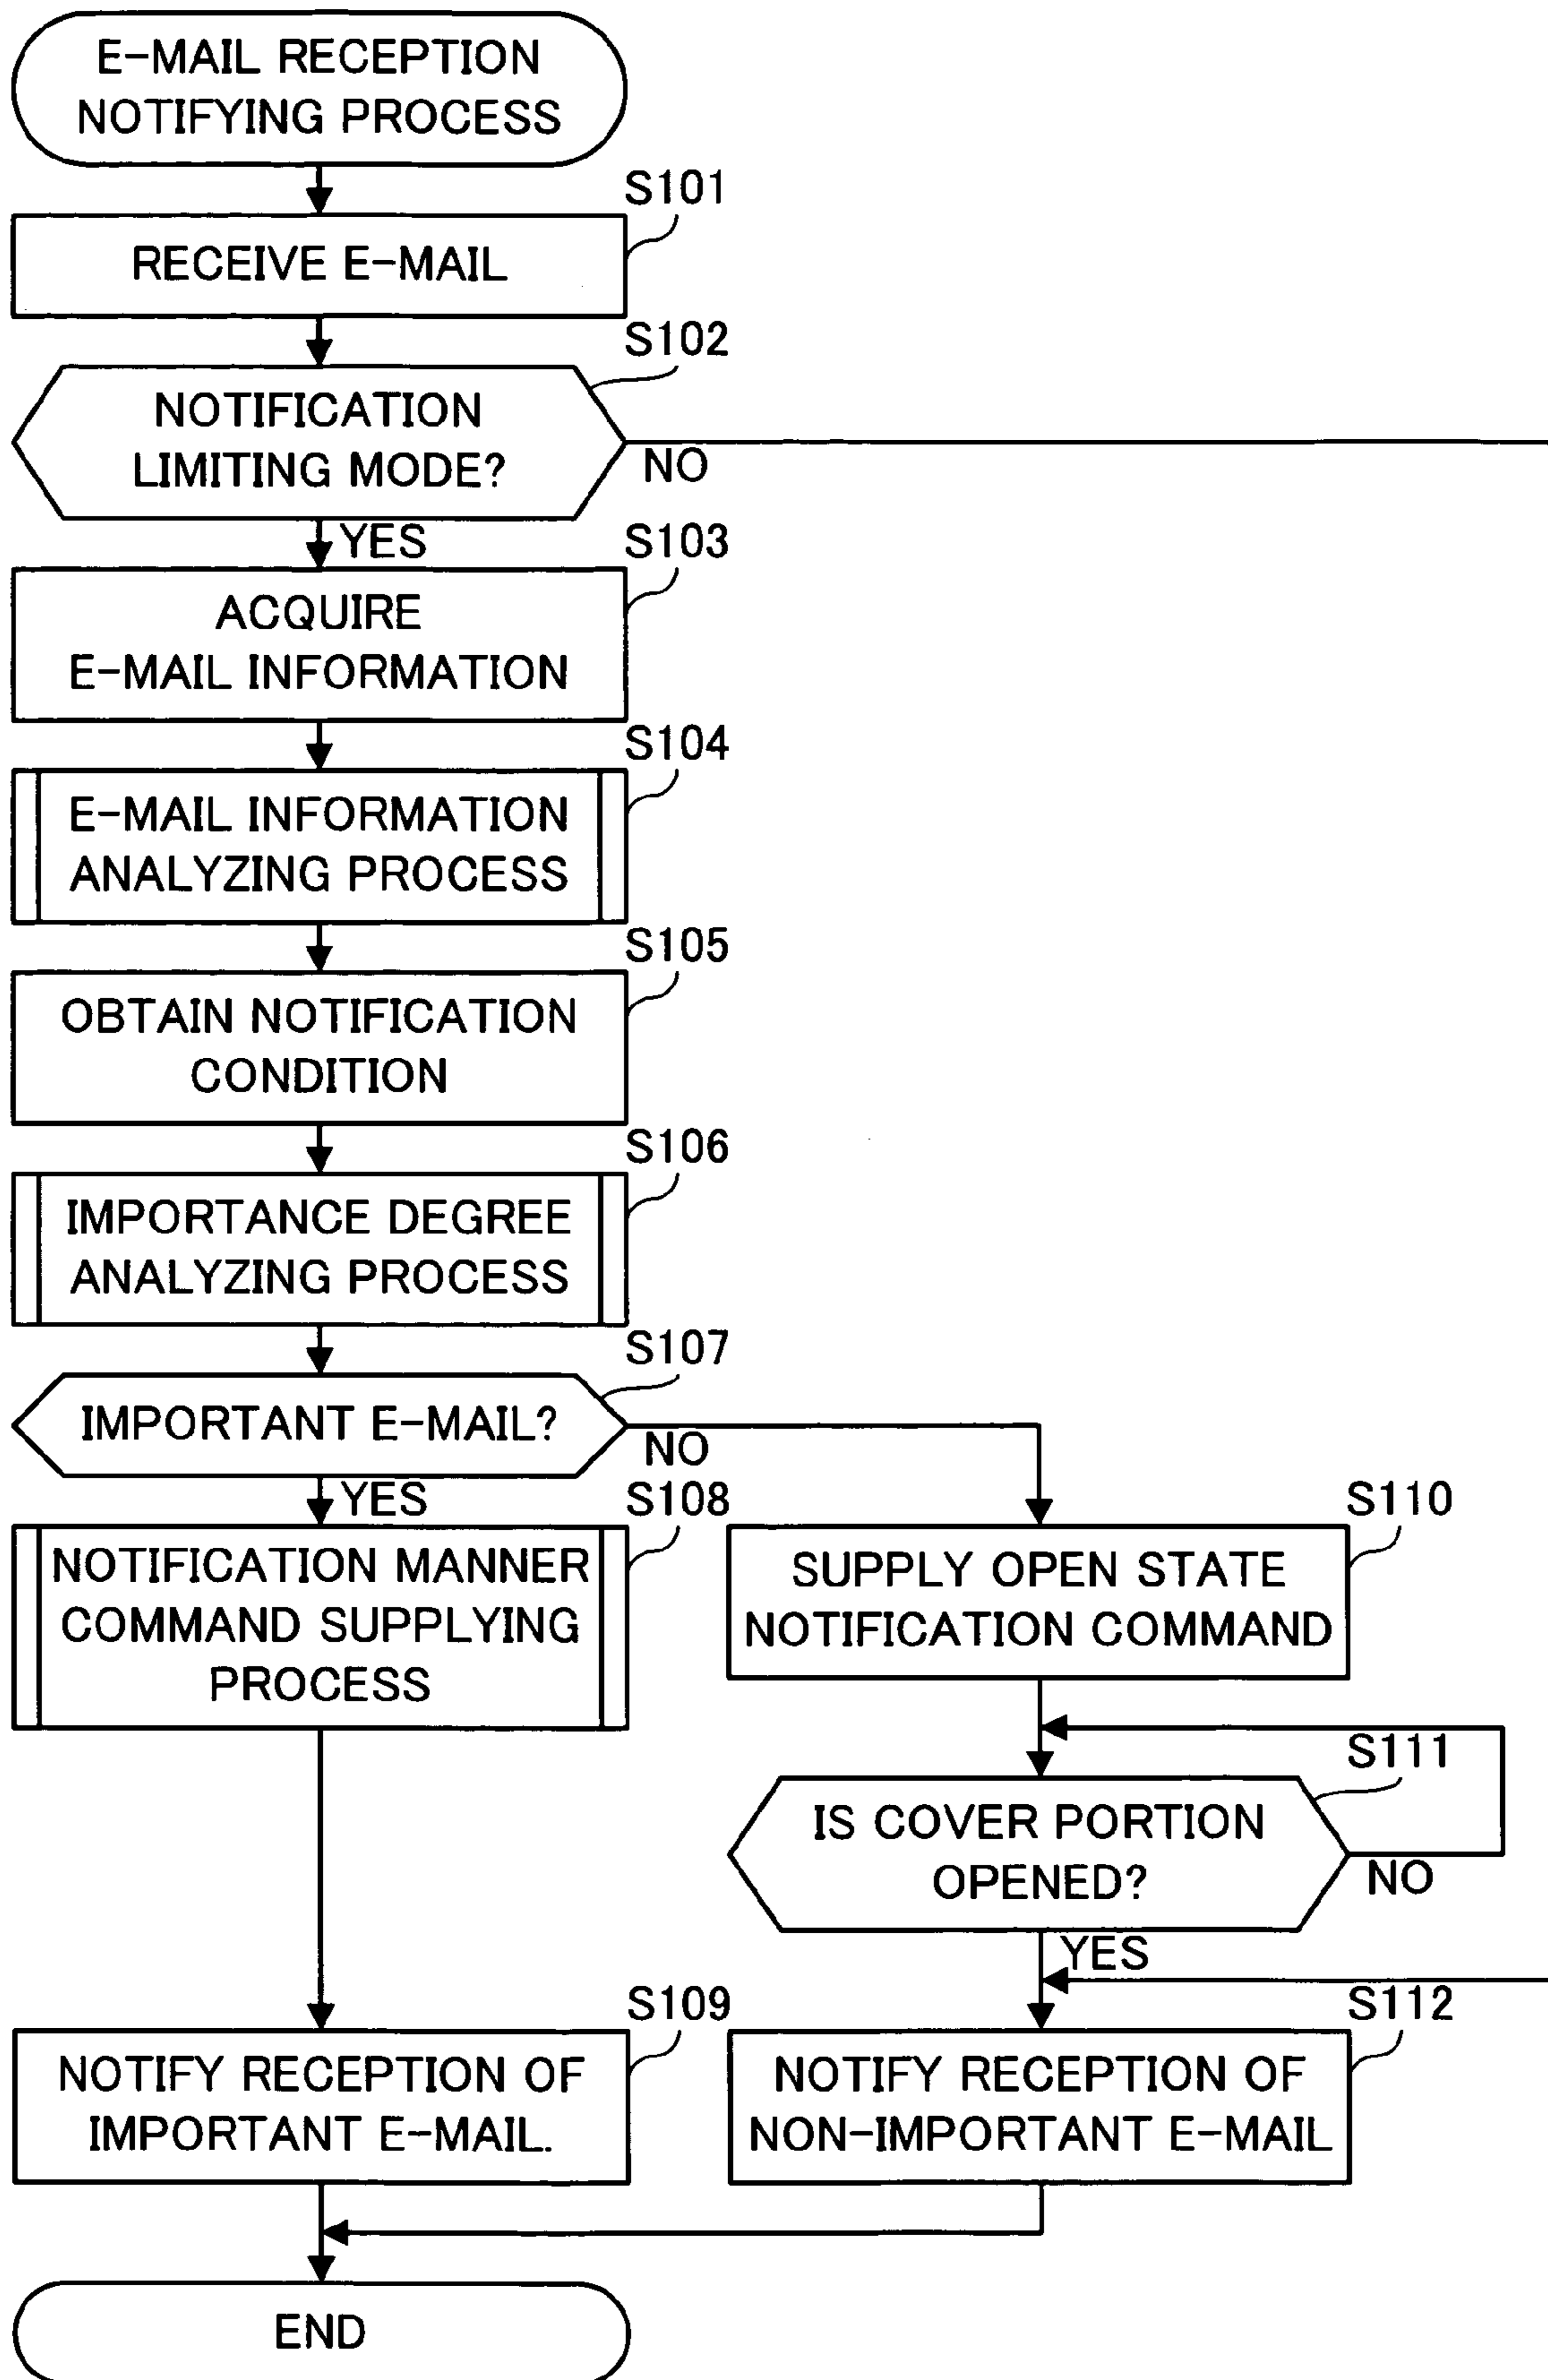 E-MAIL RECEPTION
NOTIFYING PROCESS
S101
RECEIVE E-MAIL
S102
NOTIFICATION
LIMITING MODE?
NO
YES
S103
ACQUIRE
E-MAIL INFORMATION
S104
E-MAIL INFORMATION
ANALYZING PROCESS
S105
OBTAIN NOTIFICATION
CONDITION
S106
IMPORTANCE DEGREE
ANALYZING PROCESS
S107
IMPORTANT E-MAIL?
NO
YES
S108
NOTIFICATION MANNER
COMMAND SUPPLYING
PROCESS
S110
SUPPLY OPEN STATE
NOTIFICATION COMMAND
S111
IS COVER PORTION
OPENED?
NO
YES
S109
NOTIFY RECEPTION OF
IMPORTANT E-MAIL.
S112
NOTIFY RECEPTION OF
NON-IMPORTANT E-MAIL
END